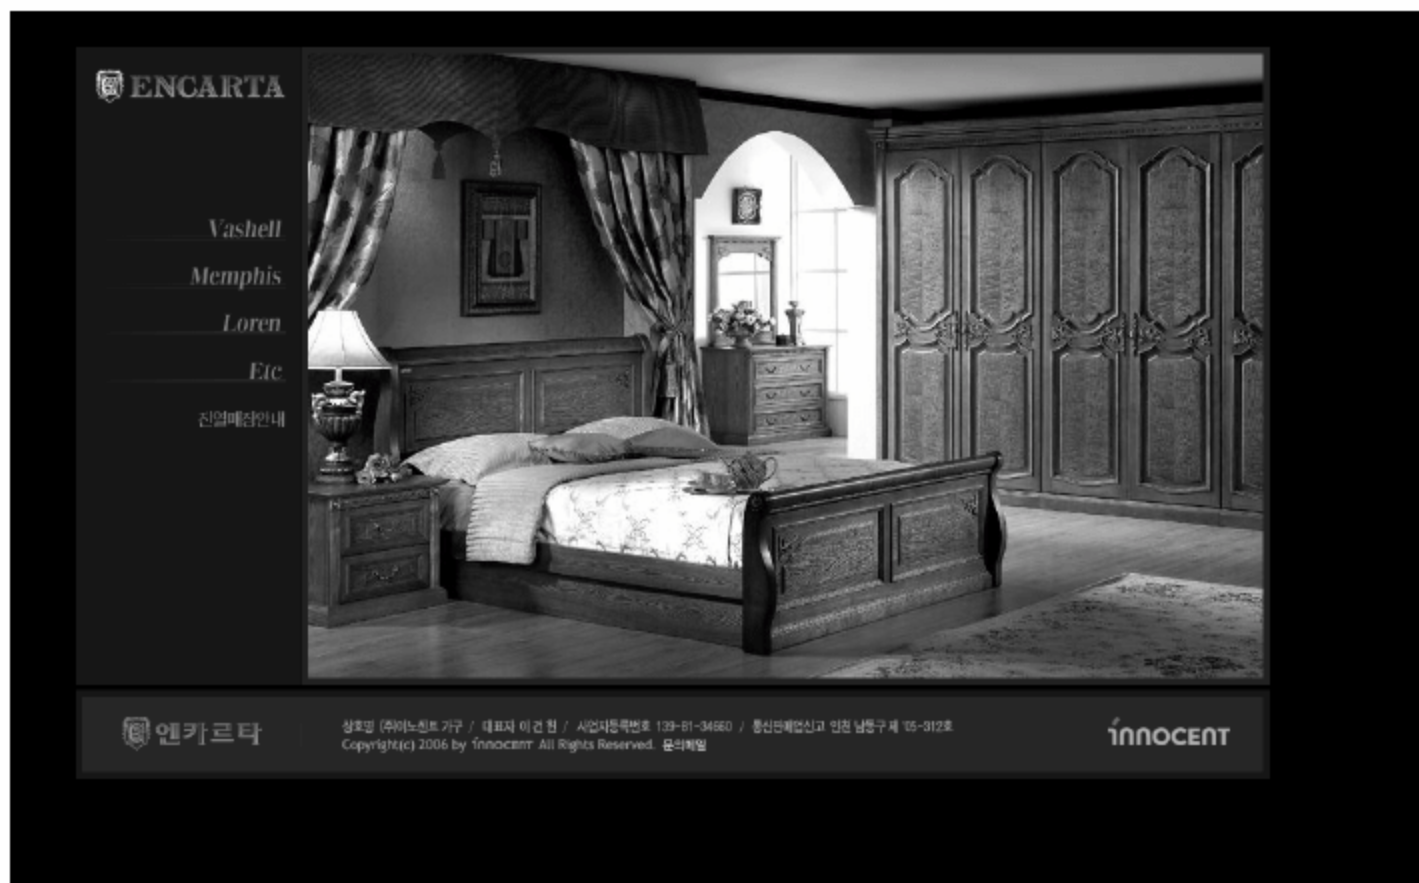 ENCARTA
Vashell
Memphis
Loren
Etc
진열매장안내
엔카르타
상호명 (주)이노센트 가구 / 대표자 이건환 / 사업자등록번호 139-81-34660 / 통신판매업신고 인천 남동구 제 '05-312호
Copyright(c) 2006 by innocent All Rights Reserved. 문의메일
innocent